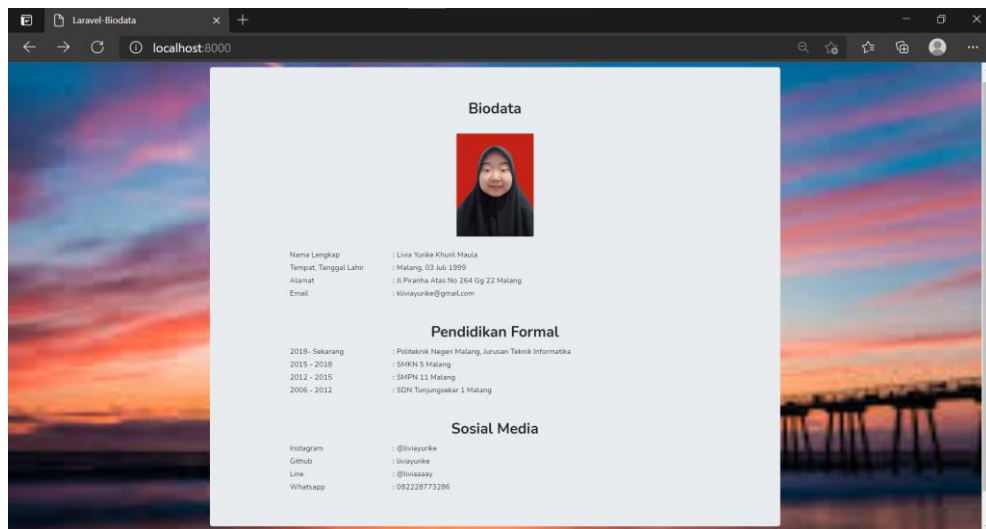 Laravel-Biodata
localhost:8000
Biodata
Nama Lengkap : Livia Yurike Khuril Maula
Tempat, Tanggal Lahir : Malang, 03 Juli 1999
Alamat : Jl Piranha Atas No 264 Gg 22 Malang
Email : kliviayurike@gmail.com
Pendidikan Formal
2018- Sekarang : Politeknik Negeri Malang, Jurusan Teknik Informatika
2015 - 2018 : SMKN 5 Malang
2012 - 2015 : SMPN 11 Malang
2006 - 2012 : SDN Tunjungsekar 1 Malang
Sosial Media
Instagram : @liviayurike
Github : liviayurike
Line : @liviaasay
Whatsapp : 082228773286